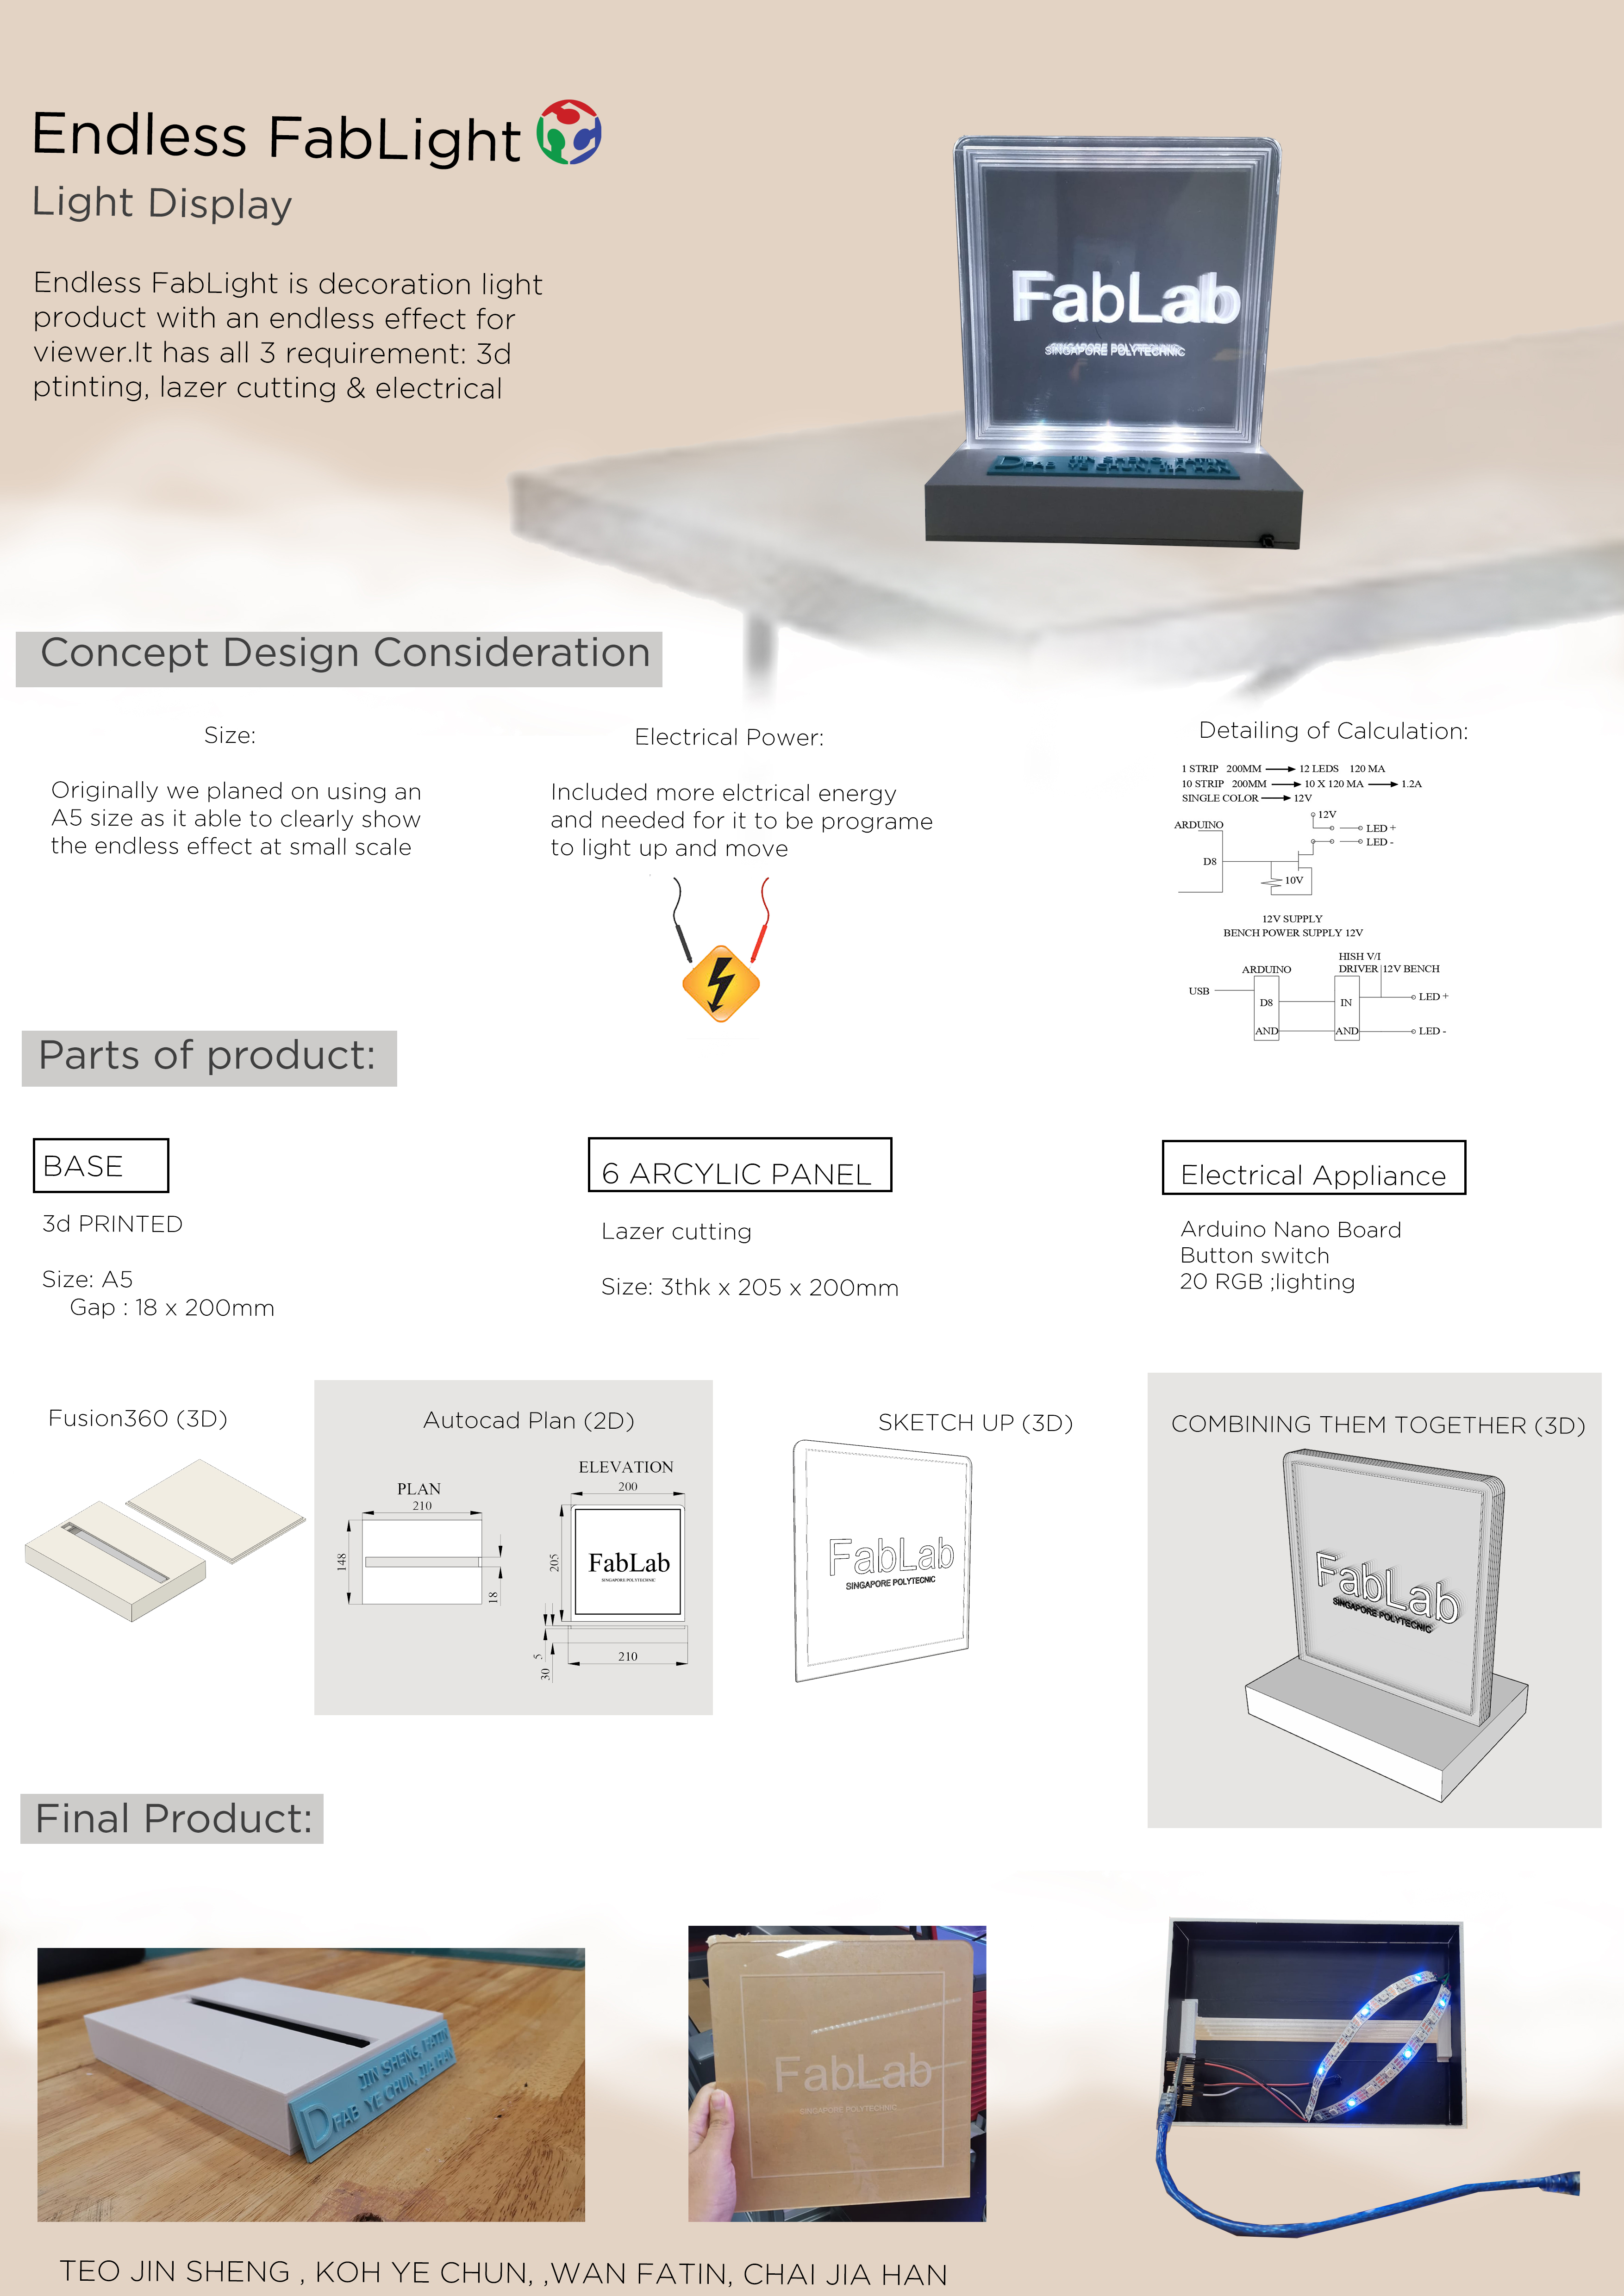 Endless FabLight
Light Display
Endless FabLight is decoration light
product with an endless effect for
viewer.It has all 3 requirement: 3d
ptinting, lazer cutting & electrical
FabLab
SINGAPORE POLYTECHNIC
DFAB JIN SHENG, FATIN
YE CHUN, JIA HAN
Concept Design Consideration
Size:
Originally we planed on using an
A5 size as it able to clearly show
the endless effect at small scale
Electrical Power:
Included more elctrical energy
and needed for it to be programe
to light up and move
Detailing of Calculation:
1 STRIP 200MM 12 LEDS 120 MA
10 STRIP 200MM 10 X 120 MA 1.2A
SINGLE COLOR 12V
12V
ARDUINO
LED +
LED -
D8
10V
12V SUPPLY
BENCH POWER SUPPLY 12V
HISH V/I
ARDUINO DRIVER 12V BENCH
USB
D8 IN LED +
AND AND LED -
Parts of product:
BASE
3d PRINTED
Size: A5
Gap : 18 x 200mm
6 ARCYLIC PANEL
Lazer cutting
Size: 3thk x 205 x 200mm
Electrical Appliance
Arduino Nano Board
Button switch
20 RGB ;lighting
Fusion360 (3D)
Autocad Plan (2D)
PLAN
210
148
18
ELEVATION
200
205
FabLab
SINGAPORE POLYTECHNIC
5
30
210
SKETCH UP (3D)
FabLab
SINGAPORE POLYTECNIC
COMBINING THEM TOGETHER (3D)
FabLab
SINGAPORE POLYTECNIC
Final Product:
JIN SHENG, FATIN
DFAB YE CHUN, JIA HAN
FabLab
SINGAPORE POLYTECHNIC
TEO JIN SHENG , KOH YE CHUN, ,WAN FATIN, CHAI JIA HAN